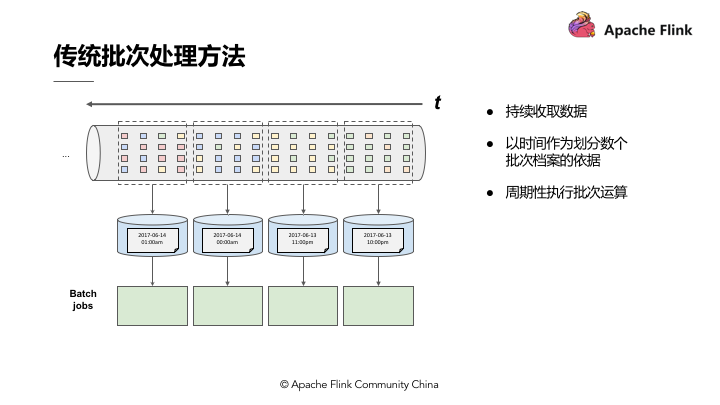 Apache Flink
传统批次处理方法
t
● 持续收取数据
● 以时间作为划分数个
批次档案的依据
● 周期性执行批次运算
...
2017-06-14
01:00am
2017-06-14
00:00am
2017-06-13
11:00pm
2017-06-13
10:00pm
Batch
jobs
© Apache Flink Community China